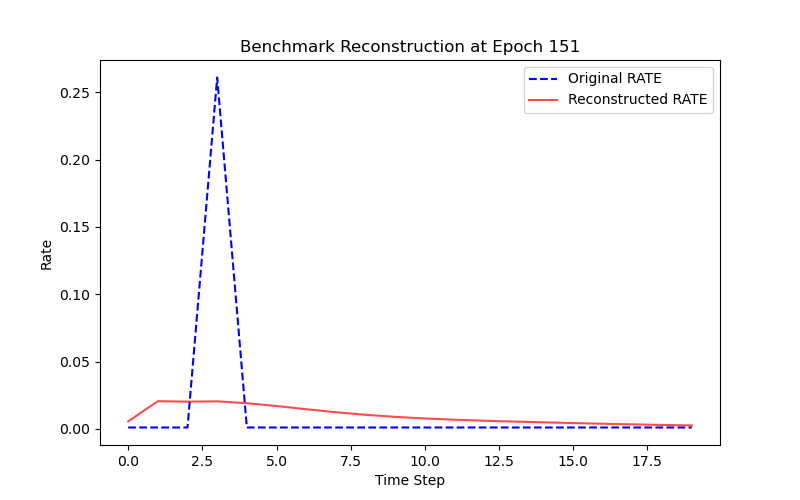 Benchmark Reconstruction at Epoch 151
Original RATE
Reconstructed RATE
0.25
0.20
0.15
0.10
0.05
0.00
Rate
0.0 2.5 5.0 7.5 10.0 12.5 15.0 17.5
Time Step